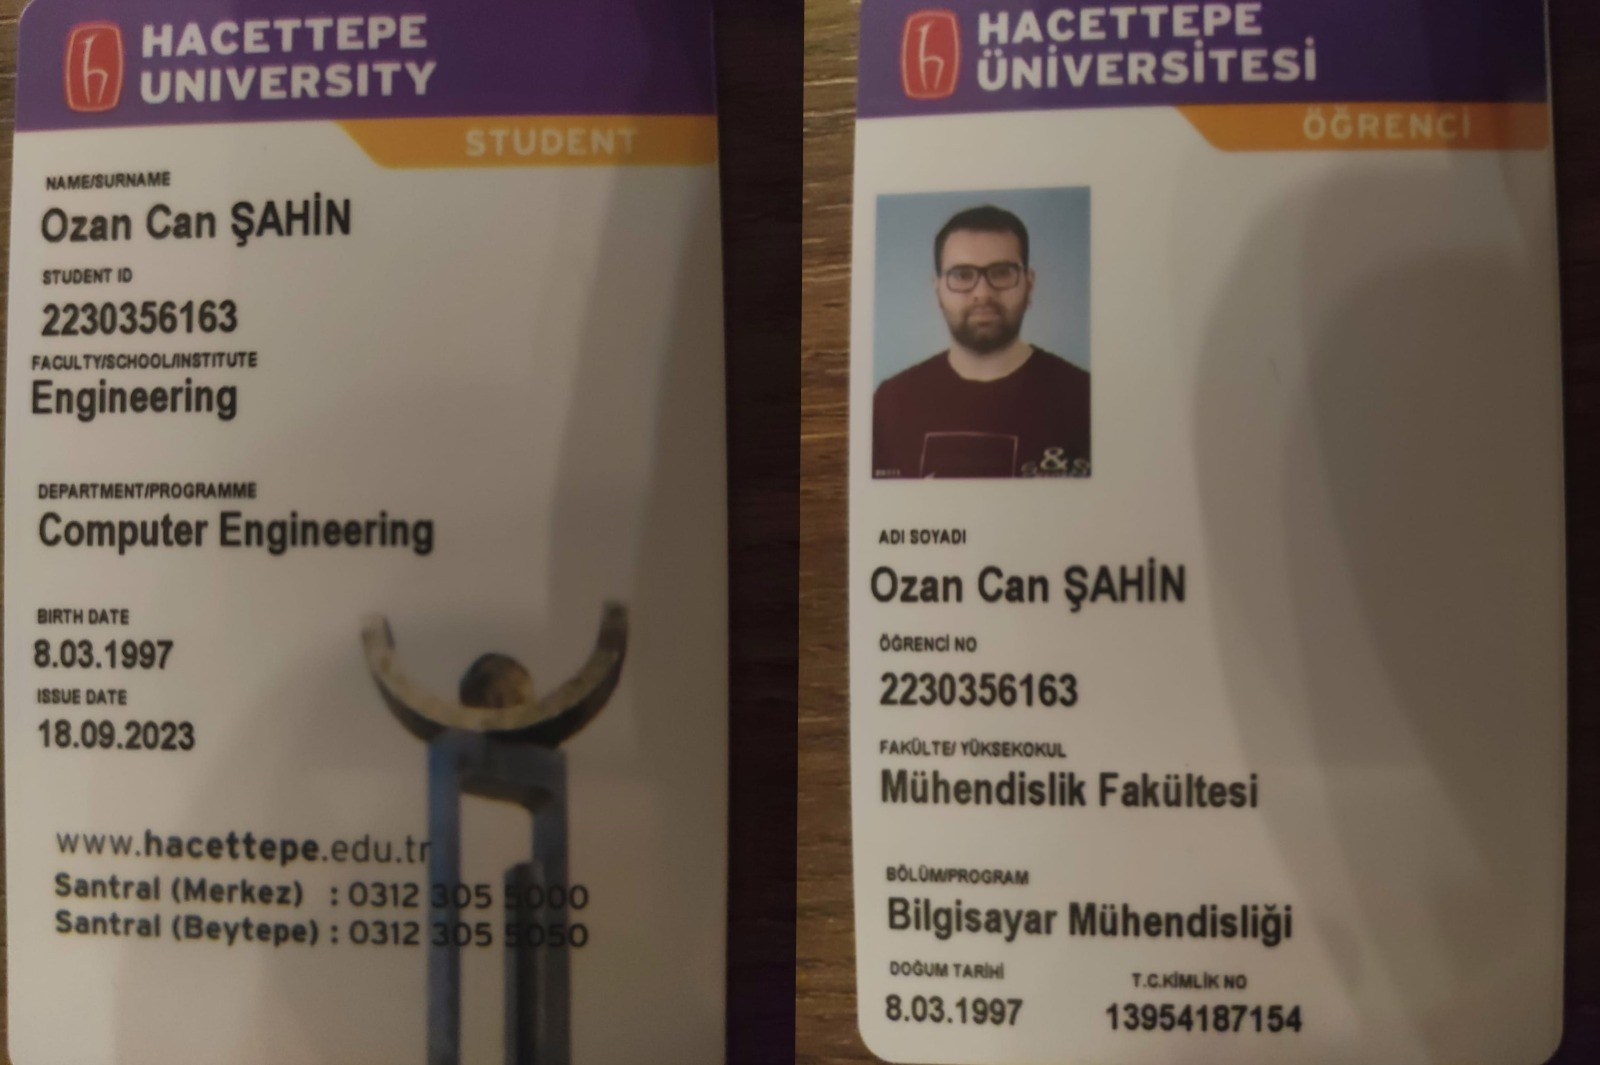 HACETTEPE
UNIVERSITY
STUDENT
NAME/SURNAME
Ozan Can ŞAHİN
STUDENT ID
2230356163
FACULTY/SCHOOL/INSTITUTE
Engineering
DEPARTMENT/PROGRAMME
Computer Engineering
BIRTH DATE
8.03.1997
ISSUE DATE
18.09.2023
www.hacettepe.edu.tr
Santral (Merkez) : 0312 305 5000
Santral (Beytepe) : 0312 305 5050
HACETTEPE
ÜNİVERSİTESİ
ÖĞRENCİ
ADI SOYADI
Ozan Can ŞAHİN
ÖĞRENCİ NO
2230356163
FAKÜLTE/ YÜKSEKOKUL
Mühendislik Fakültesi
BÖLÜM/PROGRAM
Bilgisayar Mühendisliği
DOĞUM TARİHİ
8.03.1997
T.C.KİMLİK NO
13954187154